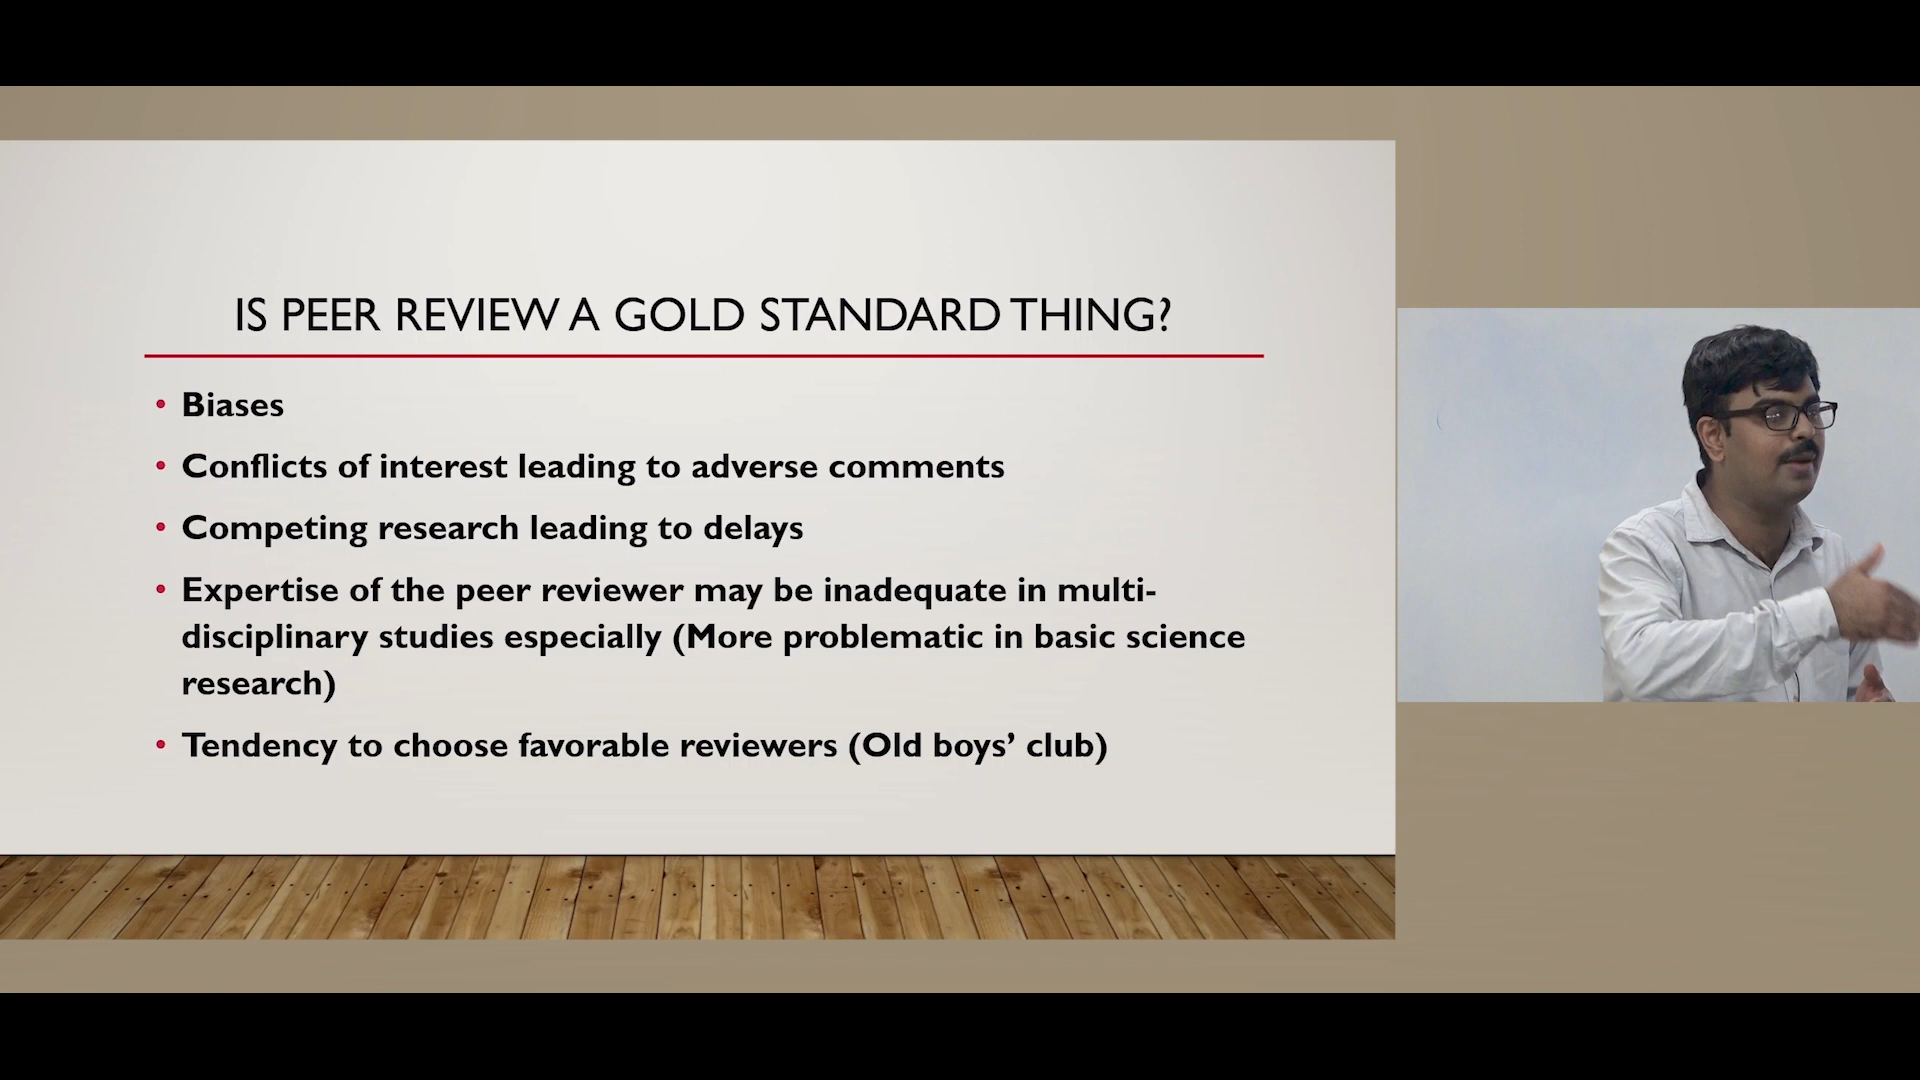 IS PEER REVIEW A GOLD STANDARD THING?
• Biases
• Conflicts of interest leading to adverse comments
• Competing research leading to delays
• Expertise of the peer reviewer may be inadequate in multi-
disciplinary studies especially (More problematic in basic science
research)
• Tendency to choose favorable reviewers (Old boys’ club)